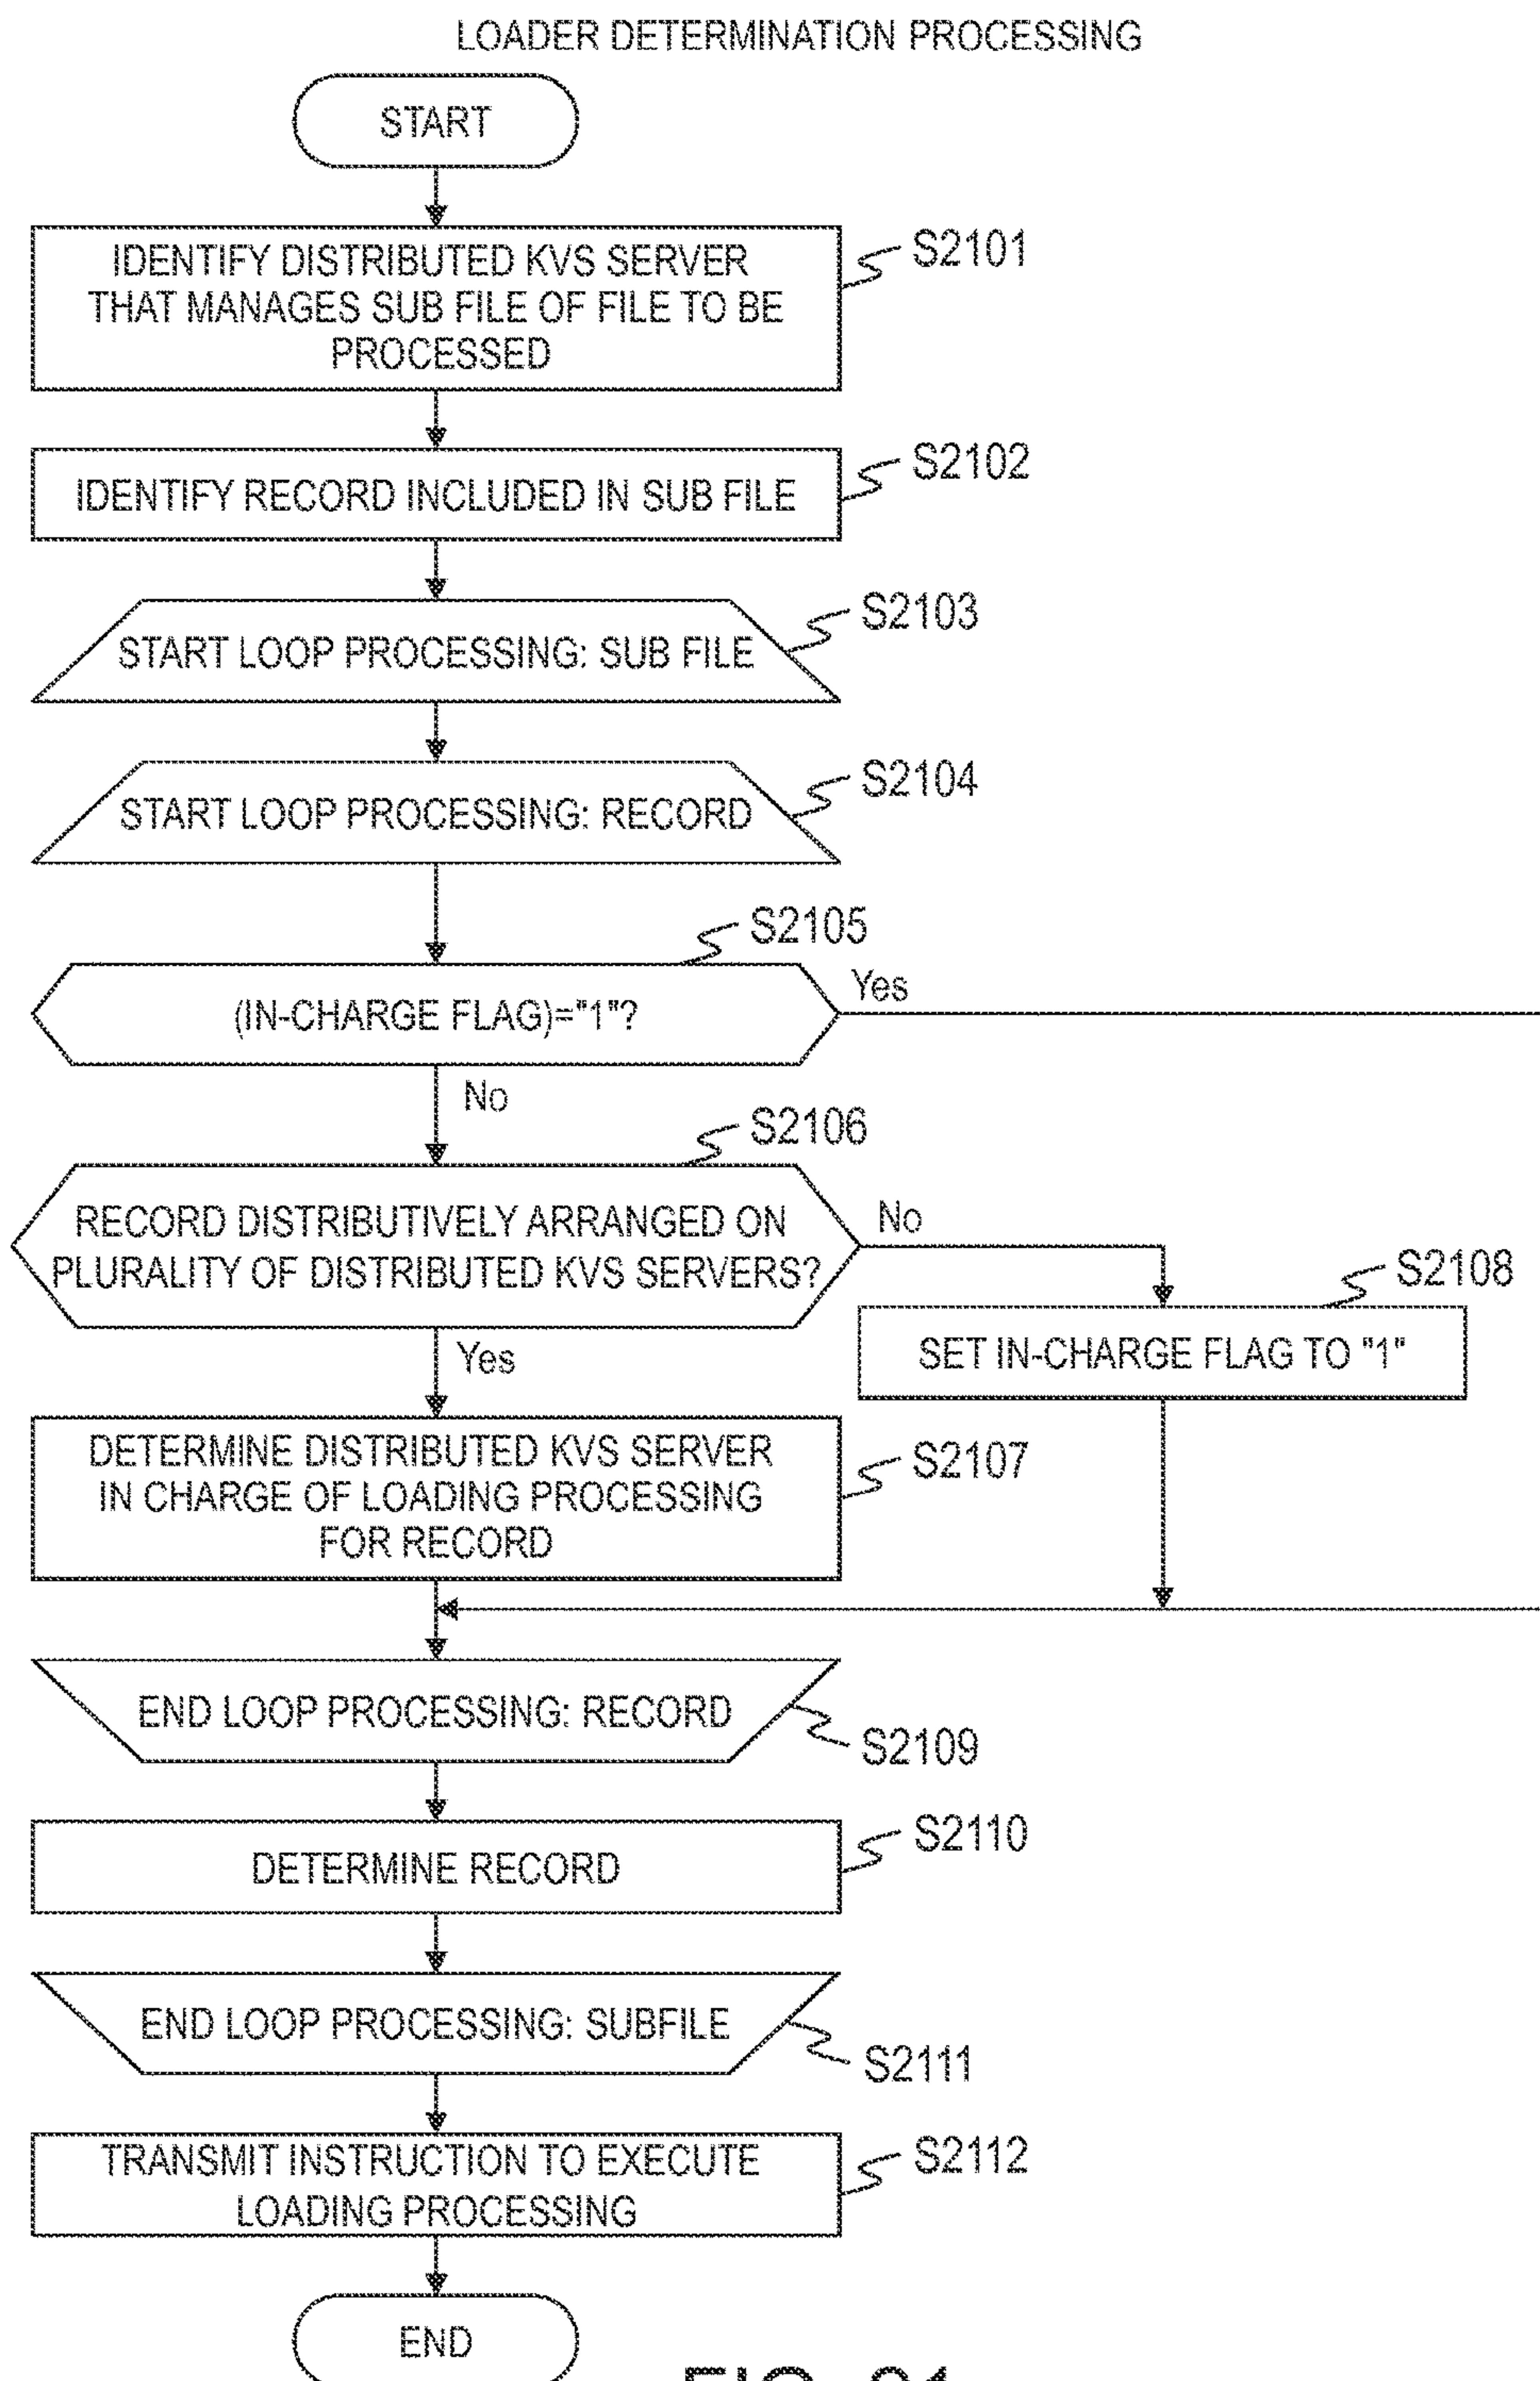 LOADER DETERMINATION PROCESSING
START
IDENTIFY DISTRIBUTED KVS SERVER
THAT MANAGES SUB FILE OF FILE TO BE
PROCESSED
S2101
IDENTIFY RECORD INCLUDED IN SUB FILE
S2102
START LOOP PROCESSING: SUB FILE
S2103
START LOOP PROCESSING: RECORD
S2104
S2105
(IN-CHARGE FLAG)="1"?
Yes
No
S2106
RECORD DISTRIBUTIVELY ARRANGED ON
PLURALITY OF DISTRIBUTED KVS SERVERS?
No
S2108
SET IN-CHARGE FLAG TO "1"
Yes
DETERMINE DISTRIBUTED KVS SERVER
IN CHARGE OF LOADING PROCESSING
FOR RECORD
S2107
END LOOP PROCESSING: RECORD
S2109
DETERMINE RECORD
S2110
END LOOP PROCESSING: SUBFILE
S2111
TRANSMIT INSTRUCTION TO EXECUTE
LOADING PROCESSING
S2112
END